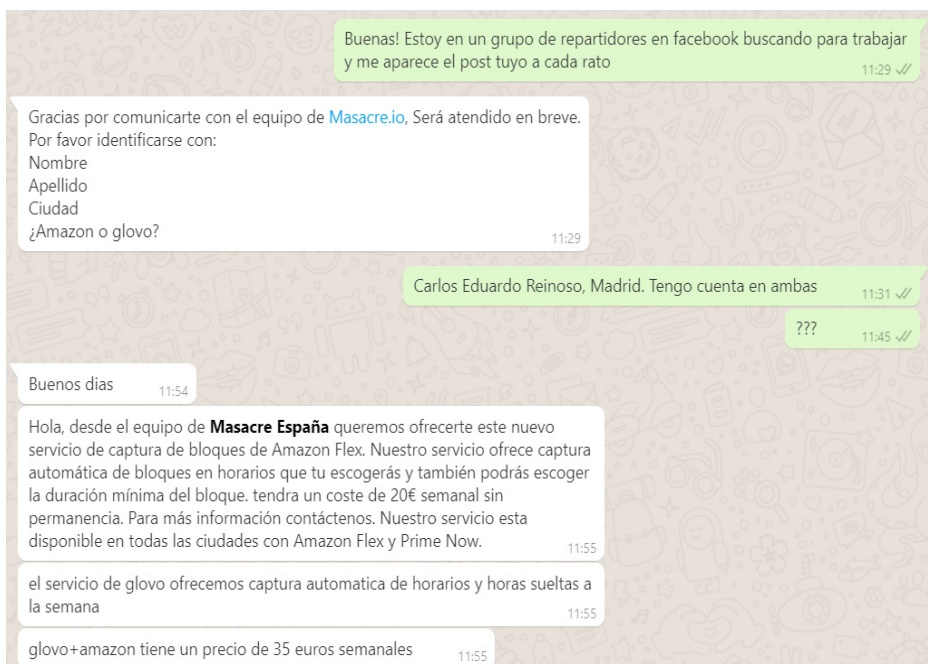 Buenas! Estoy en un grupo de repartidores en facebook buscando para trabajar
y me aparece el post tuyo a cada rato
11:29
Gracias por comunicarte con el equipo de Masacre.io, Será atendido en breve.
Por favor identificarse con:
Nombre
Apellido
Ciudad
¿Amazon o glovo?
11:29
Carlos Eduardo Reinoso, Madrid. Tengo cuenta en ambas
11:31
???
11:45
Buenos dias
11:54
Hola, desde el equipo de Masacre España queremos ofrecerte este nuevo
servicio de captura de bloques de Amazon Flex. Nuestro servicio ofrece captura
automática de bloques en horarios que tu escogerás y también podrás escoger
la duración mínima del bloque. tendra un coste de 20€ semanal sin
permanencia. Para más información contáctenos. Nuestro servicio esta
disponible en todas las ciudades con Amazon Flex y Prime Now.
11:55
el servicio de glovo ofrecemos captura automatica de horarios y horas sueltas a
la semana
11:55
glovo+amazon tiene un precio de 35 euros semanales
11:55